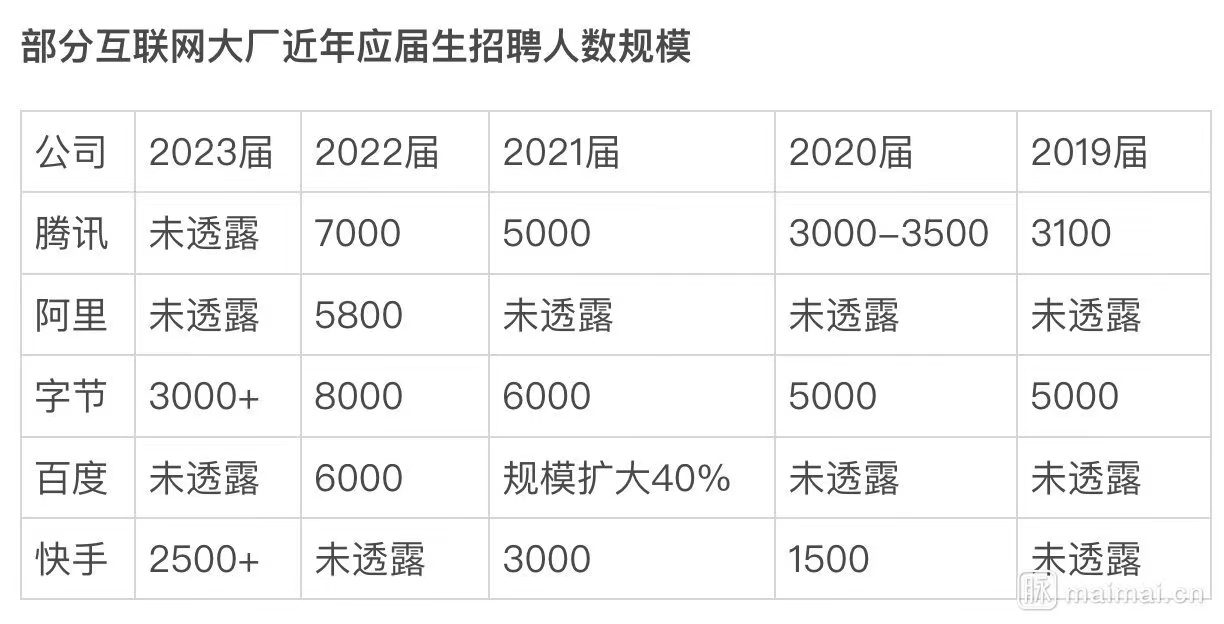 部分互联网大厂近年应届生招聘人数规模
公司 2023届 2022届 2021届 2020届 2019届
腾讯 未透露 7000 5000 3000-3500 3100
阿里 未透露 5800 未透露 未透露 未透露
字节 3000+ 8000 6000 5000 5000
百度 未透露 6000 规模扩大40% 未透露 未透露
快手 2500+ 未透露 3000 1500 未透露
脉 maimai.cn